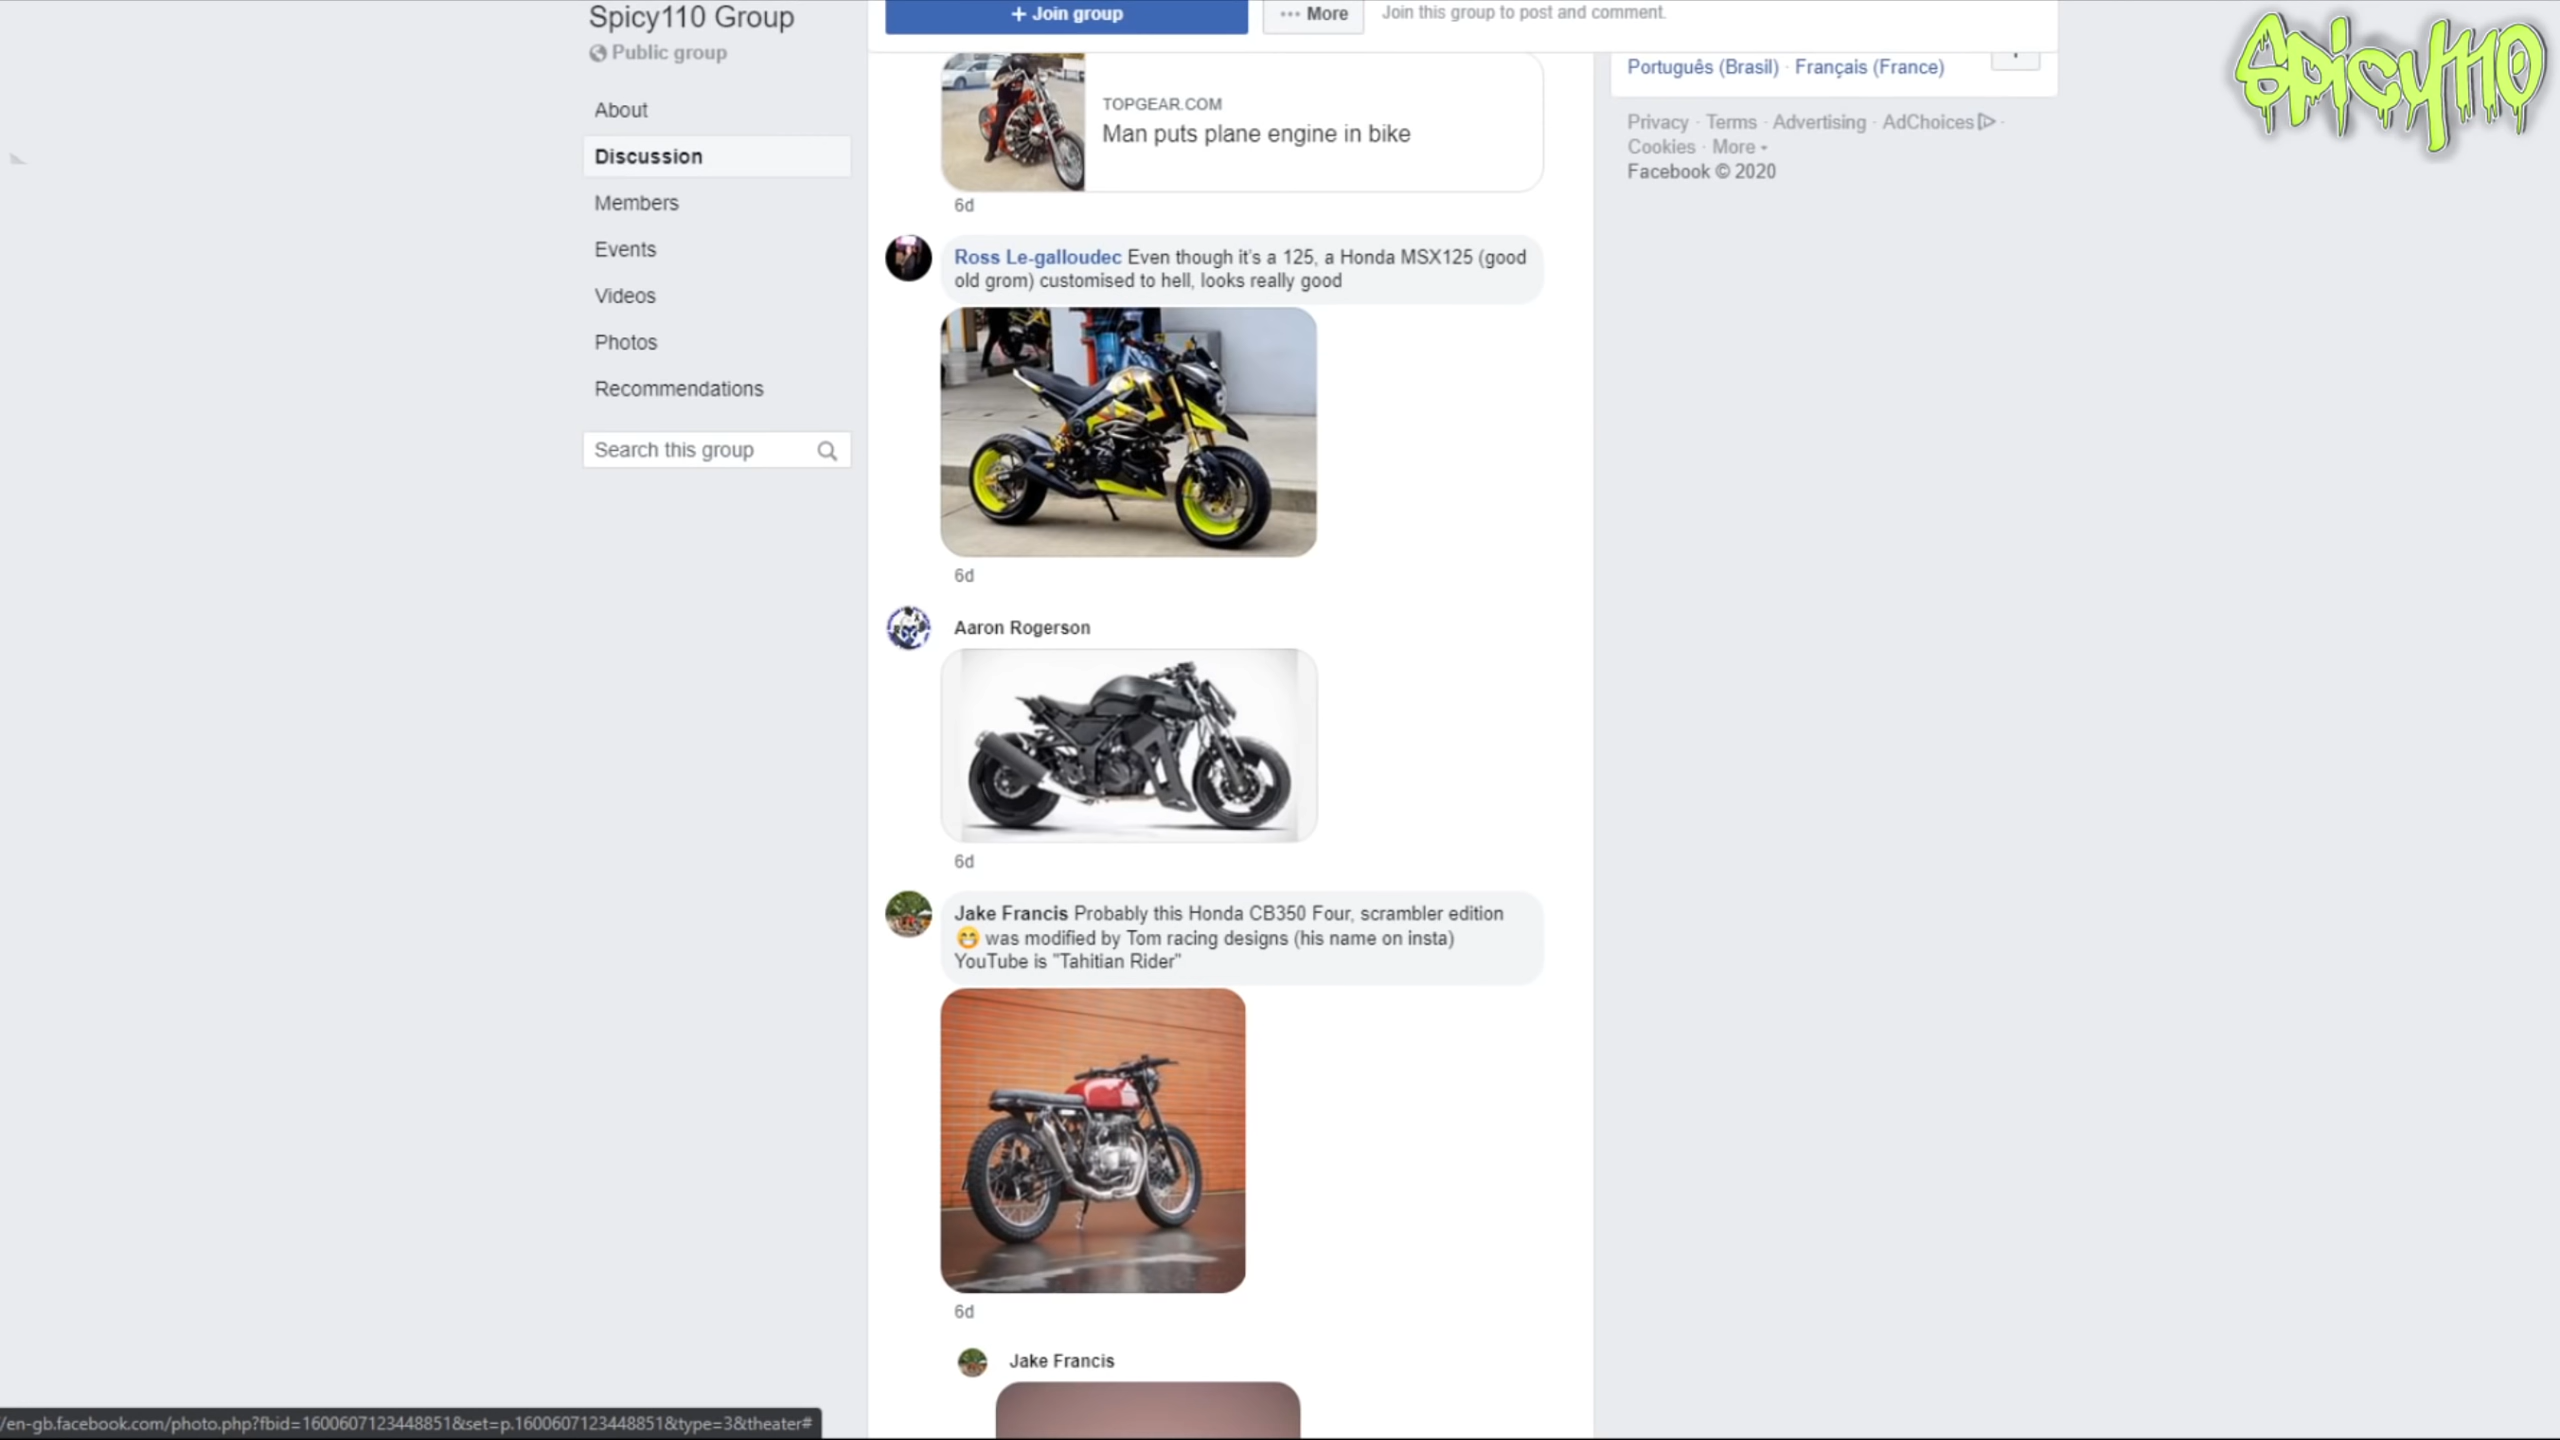 Spicy110 Group
Public group
About
Discussion
Members
Events
Videos
Photos
Recommendations
Search this group
+ Join group
··· More
Join this group to post and comment.
TOPGEAR.COM
Man puts plane engine in bike
6d
Ross Le-galloudec Even though it's a 125, a Honda MSX125 (good
old grom) customised to hell, looks really good
6d
Aaron Rogerson
6d
Jake Francis Probably this Honda CB350 Four, scrambler edition
😁 was modified by Tom racing designs (his name on insta)
YouTube is "Tahitian Rider"
6d
Jake Francis
Português (Brasil) · Français (France)
Privacy · Terms · Advertising · AdChoices ·
Cookies · More
Facebook © 2020
Spicy110
/en-gb.facebook.com/photo.php?fbid=1600607123448851&set=p.1600607123448851&type=3&theater#